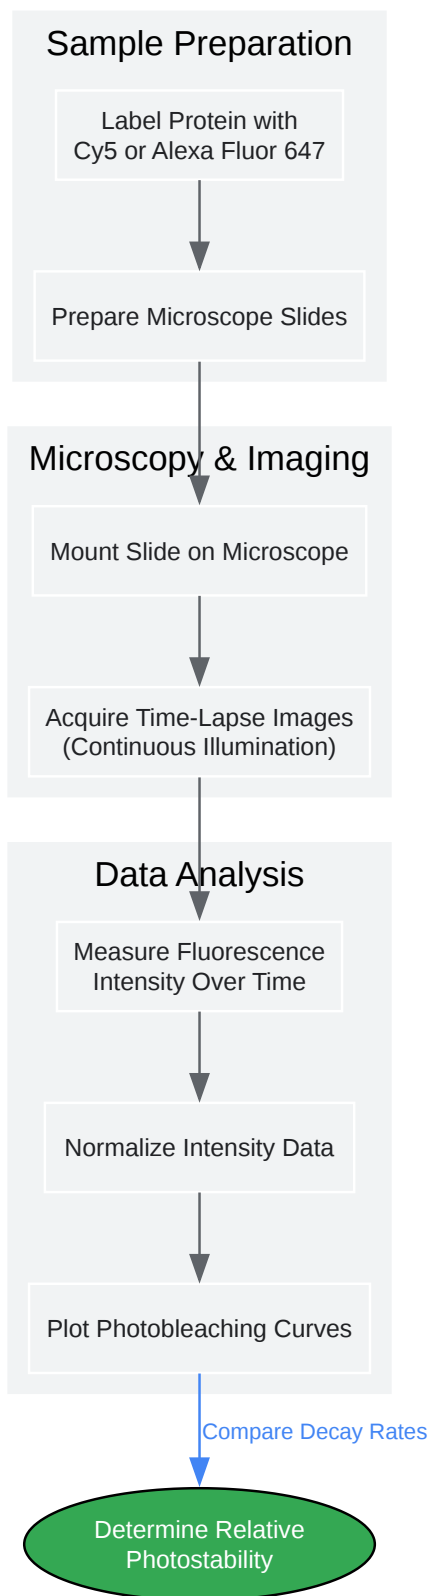 Sample Preparation
Label Protein with
Cy5 or Alexa Fluor 647
Prepare Microscope Slides
Microscopy & Imaging
Mount Slide on Microscope
Acquire Time-Lapse Images
(Continuous Illumination)
Data Analysis
Measure Fluorescence
Intensity Over Time
Normalize Intensity Data
Plot Photobleaching Curves
Compare Decay Rates
Determine Relative
Photostability